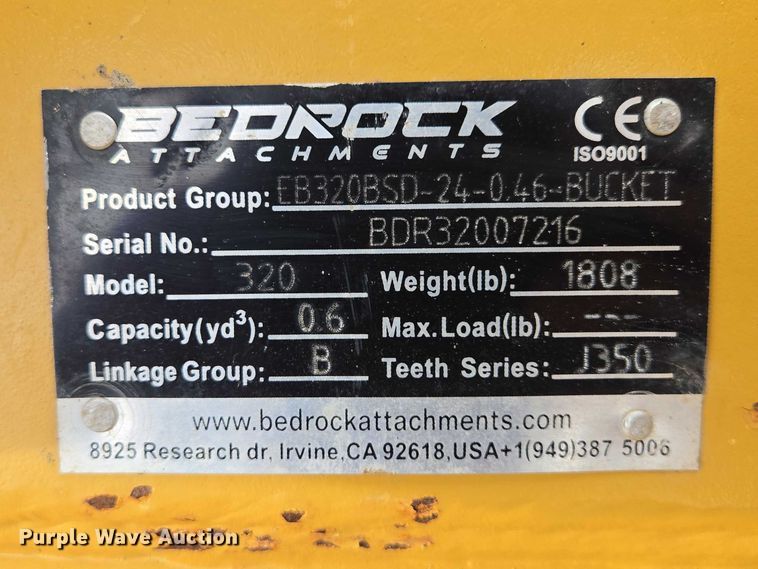 BEDROCK
ATTACHMENTS
CE
ISO9001
Product Group: EB320BSD-24-0.46-BUCKET
Serial No.: BDR32007216
Model: 320 Weight(lb): 1808
Capacity(yd³): 0.6 Max.Load(lb): ---
Linkage Group: B Teeth Series: J350
www.bedrockattachments.com
8925 Research dr, Irvine,CA 92618,USA+1(949)387 5006
Purple Wave Auction